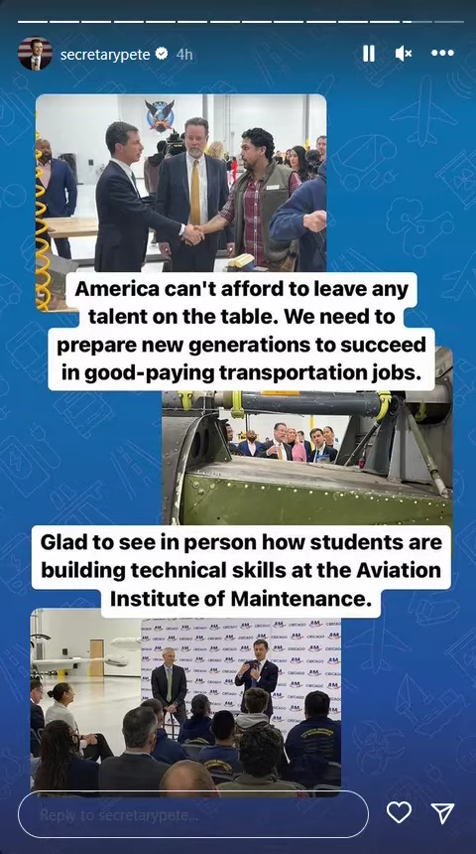 secretarypete 4h
America can't afford to leave any
talent on the table. We need to
prepare new generations to succeed
in good-paying transportation jobs.
Glad to see in person how students are
building technical skills at the Aviation
Institute of Maintenance.
Reply to secretarypete...